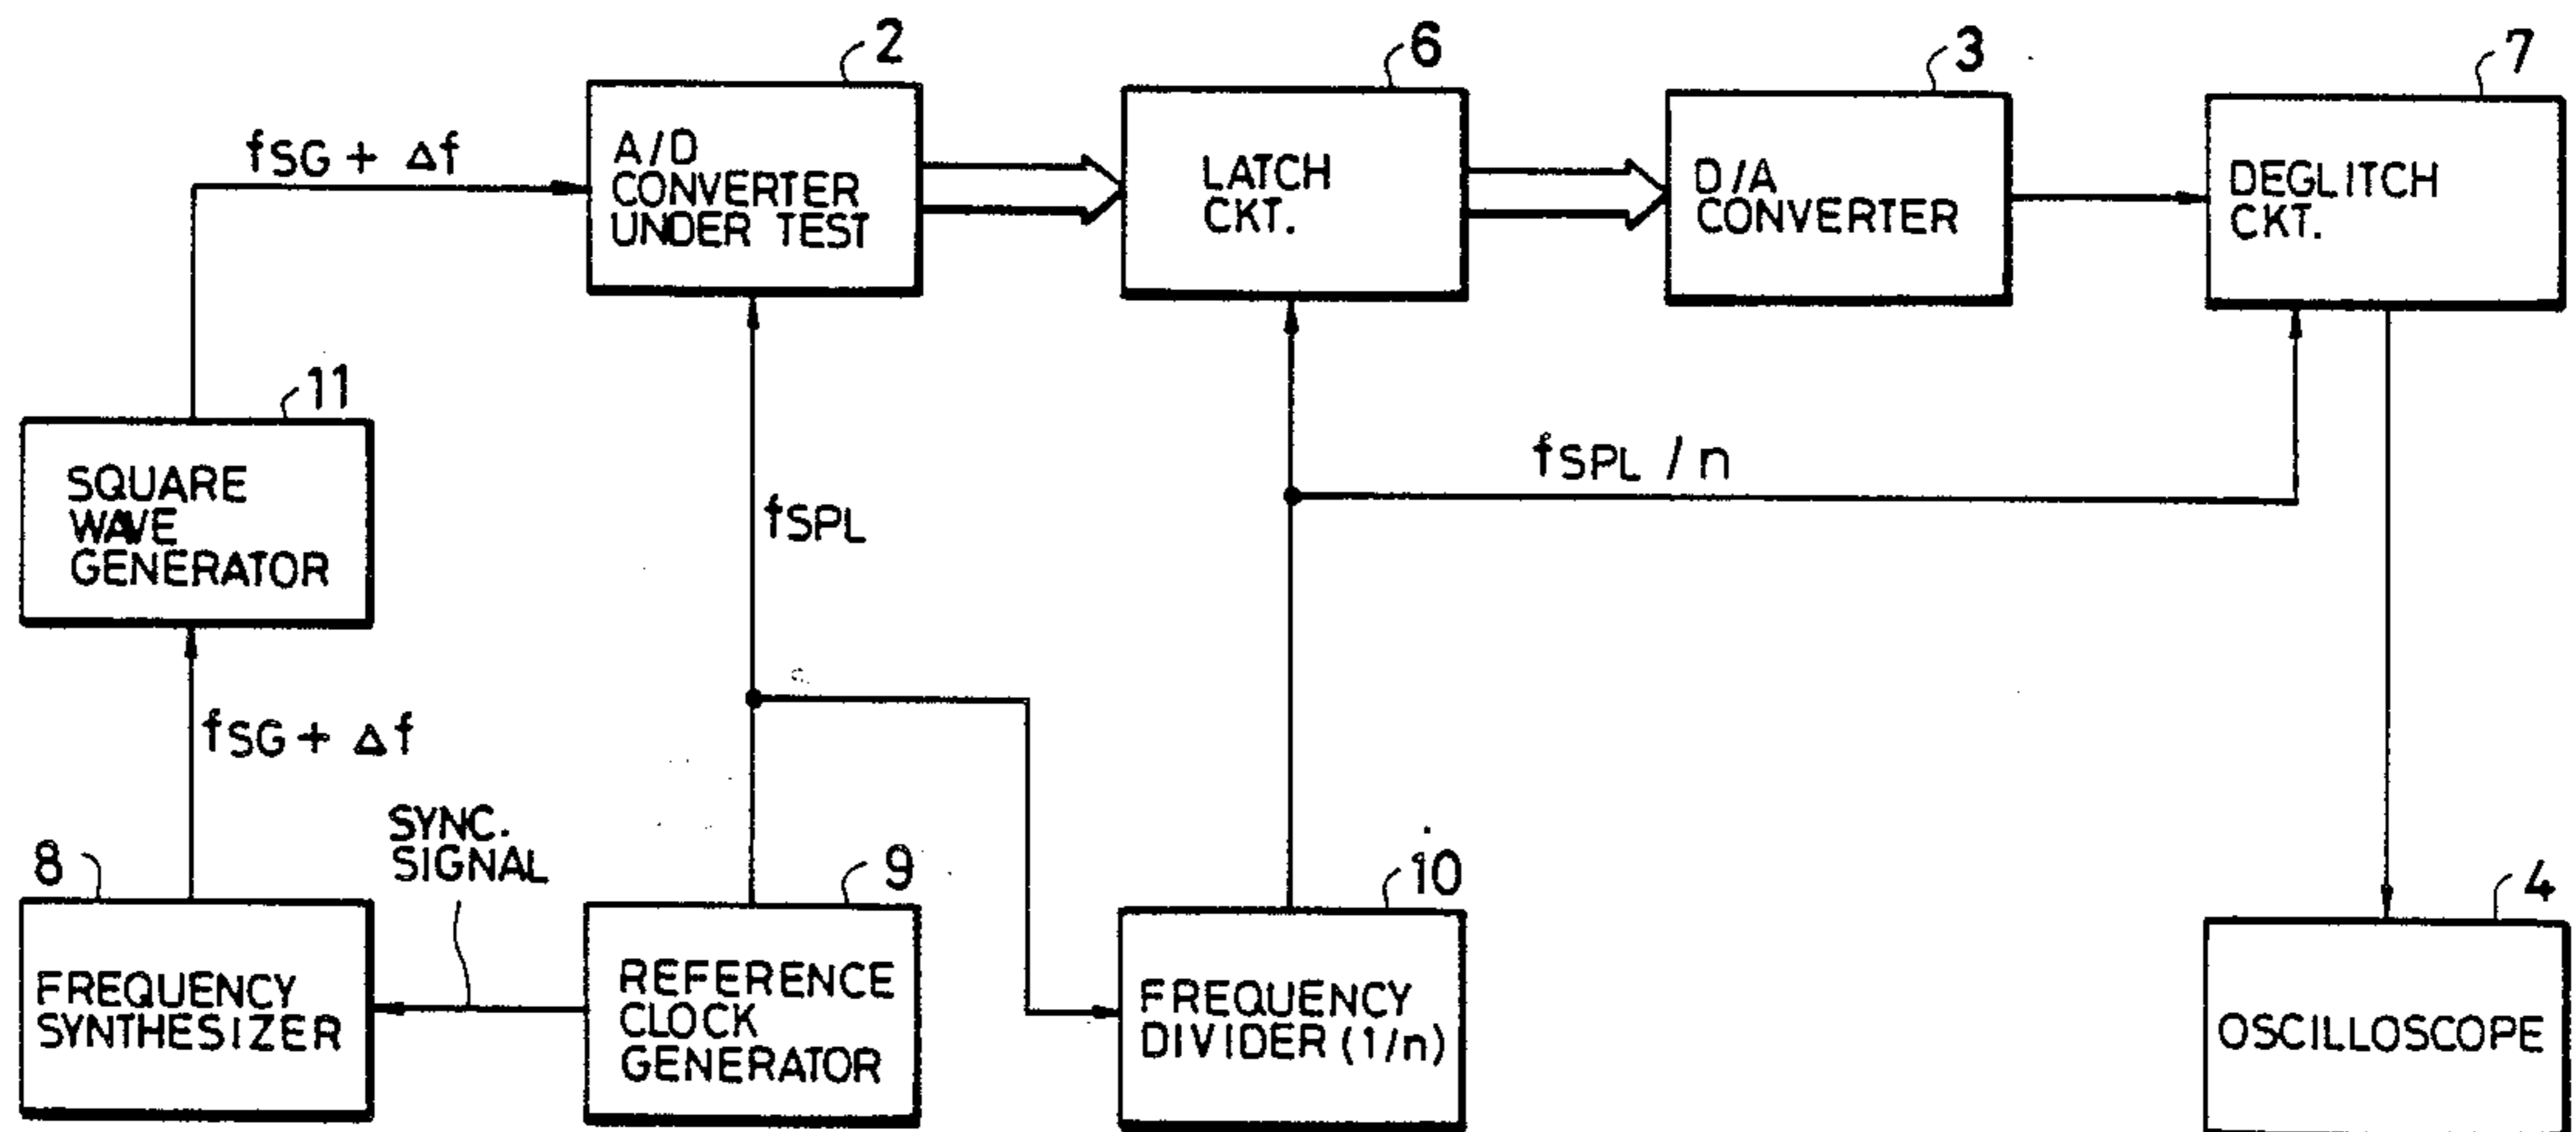 2
6
3
7
fSG + Δf
A/D
CONVERTER
UNDER TEST
LATCH
CKT.
D/A
CONVERTER
DEGLITCH
CKT.
11
SQUARE
WAVE
GENERATOR
fSPL
fSPL / n
fSG + Δf
SYNC.
SIGNAL
8
9
10
4
FREQUENCY
SYNTHESIZER
REFERENCE
CLOCK
GENERATOR
FREQUENCY
DIVIDER (1/n)
OSCILLOSCOPE